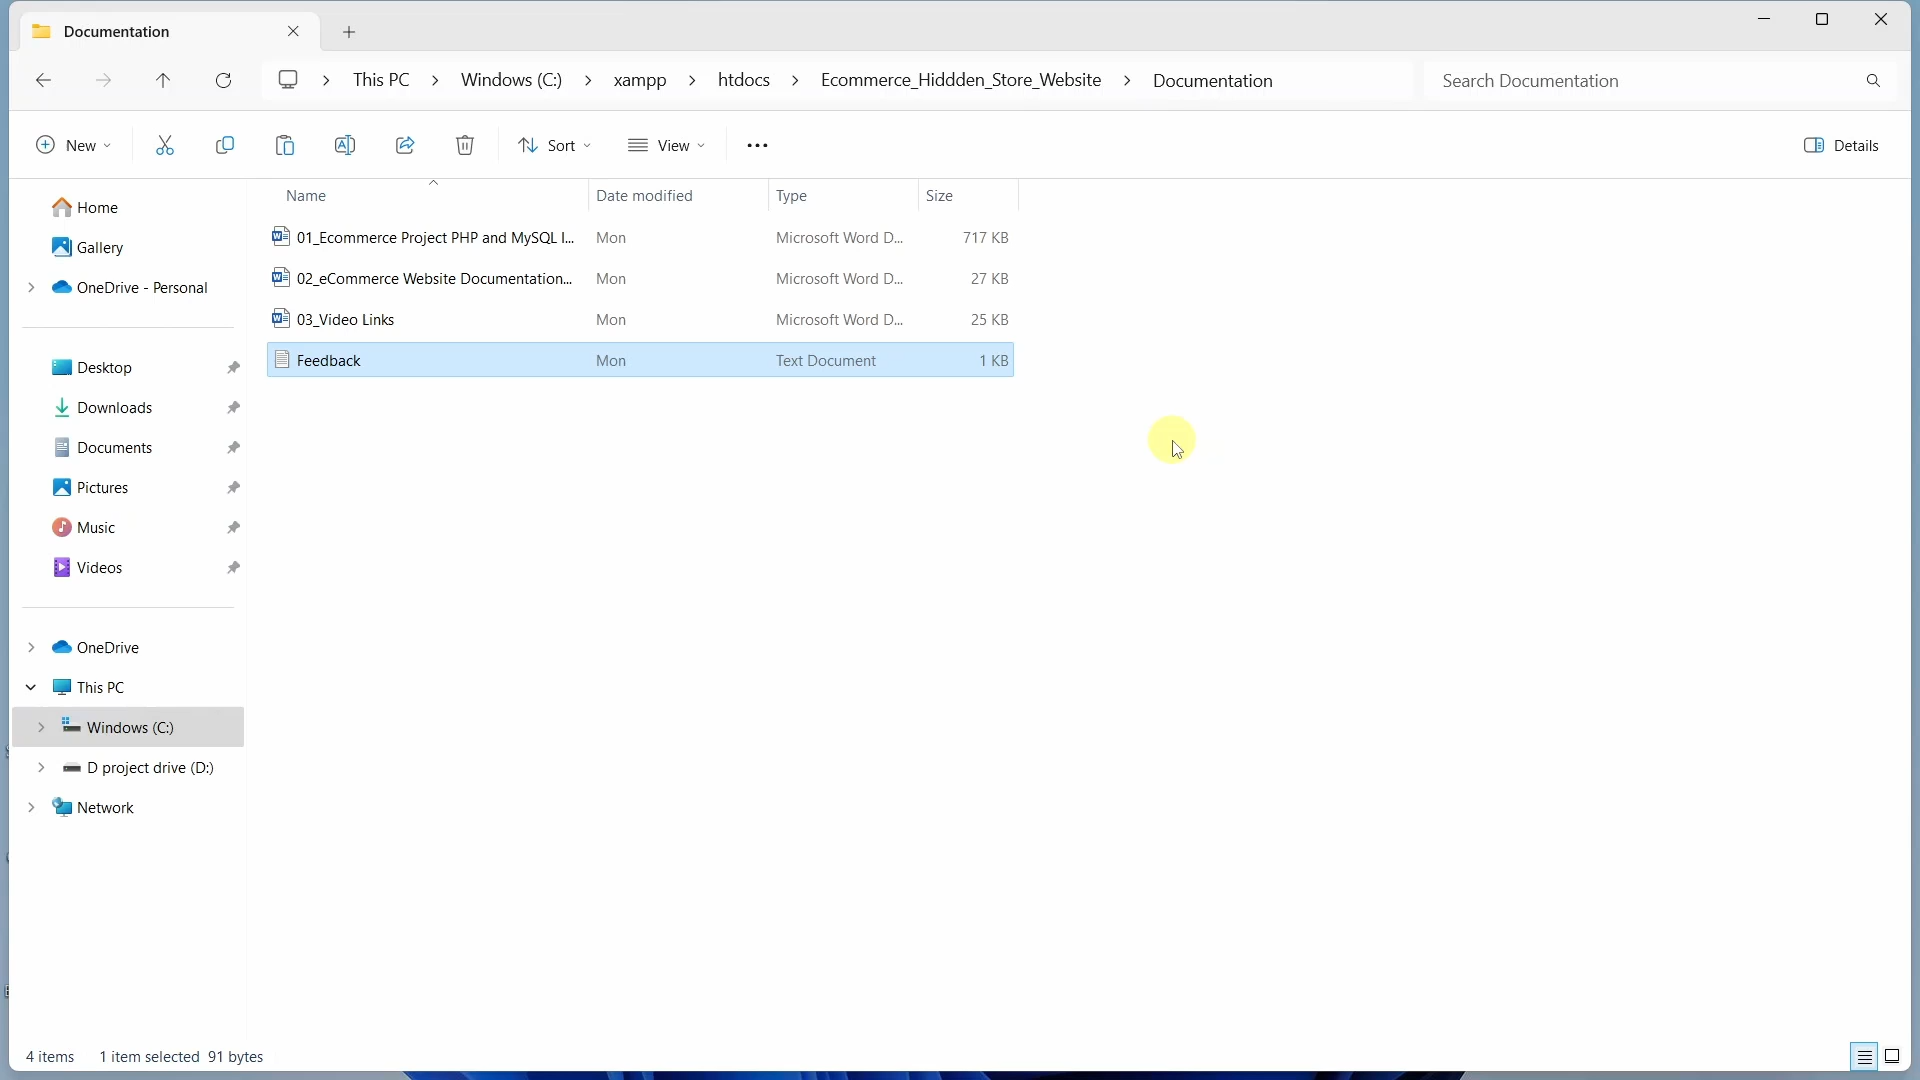 Documentation
This PC > Windows (C:) > xampp > htdocs > Ecommerce_Hiddden_Store_Website > Documentation
Search Documentation
New
Sort
View
Details
Name
Date modified
Type
Size
01_Ecommerce Project PHP and MySQL I... Mon Microsoft Word D... 717 KB
02_eCommerce Website Documentation... Mon Microsoft Word D... 27 KB
03_Video Links Mon Microsoft Word D... 25 KB
Feedback Mon Text Document 1 KB
Home
Gallery
OneDrive - Personal
Desktop
Downloads
Documents
Pictures
Music
Videos
OneDrive
This PC
Windows (C:)
D project drive (D:)
Network
4 items 1 item selected 91 bytes